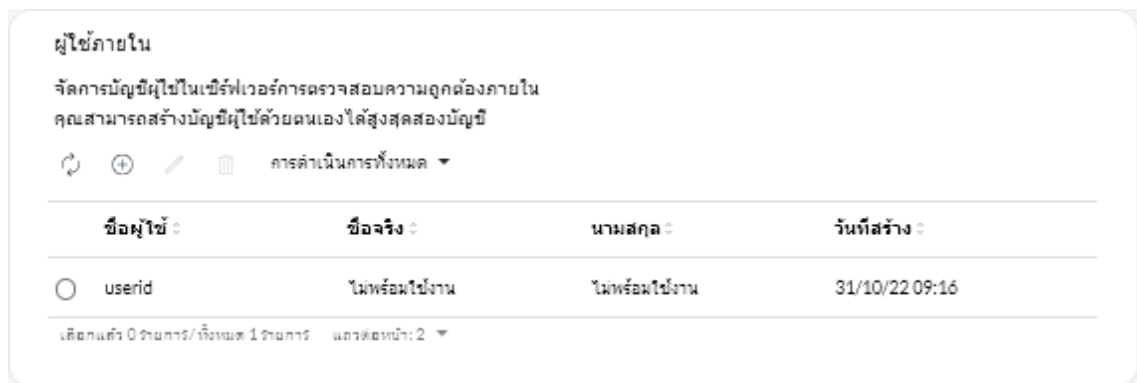 ผู้ใช้ภายใน
จัดการบัญชีผู้ใช้ในเซิร์ฟเวอร์การตรวจสอบความถูกต้องภายใน
คุณสามารถสร้างบัญชีผู้ใช้ด้วยตนเองได้สูงสุดสองบัญชี
การดำเนินการทั้งหมด
ชื่อผู้ใช้ ชื่อจริง นามสกุล วันที่สร้าง
userid ไม่พร้อมใช้งาน ไม่พร้อมใช้งาน 31/10/22 09:16
เลือกแล้ว 0 รายการ/ทั้งหมด 1 รายการ แถวต่อหน้า: 2